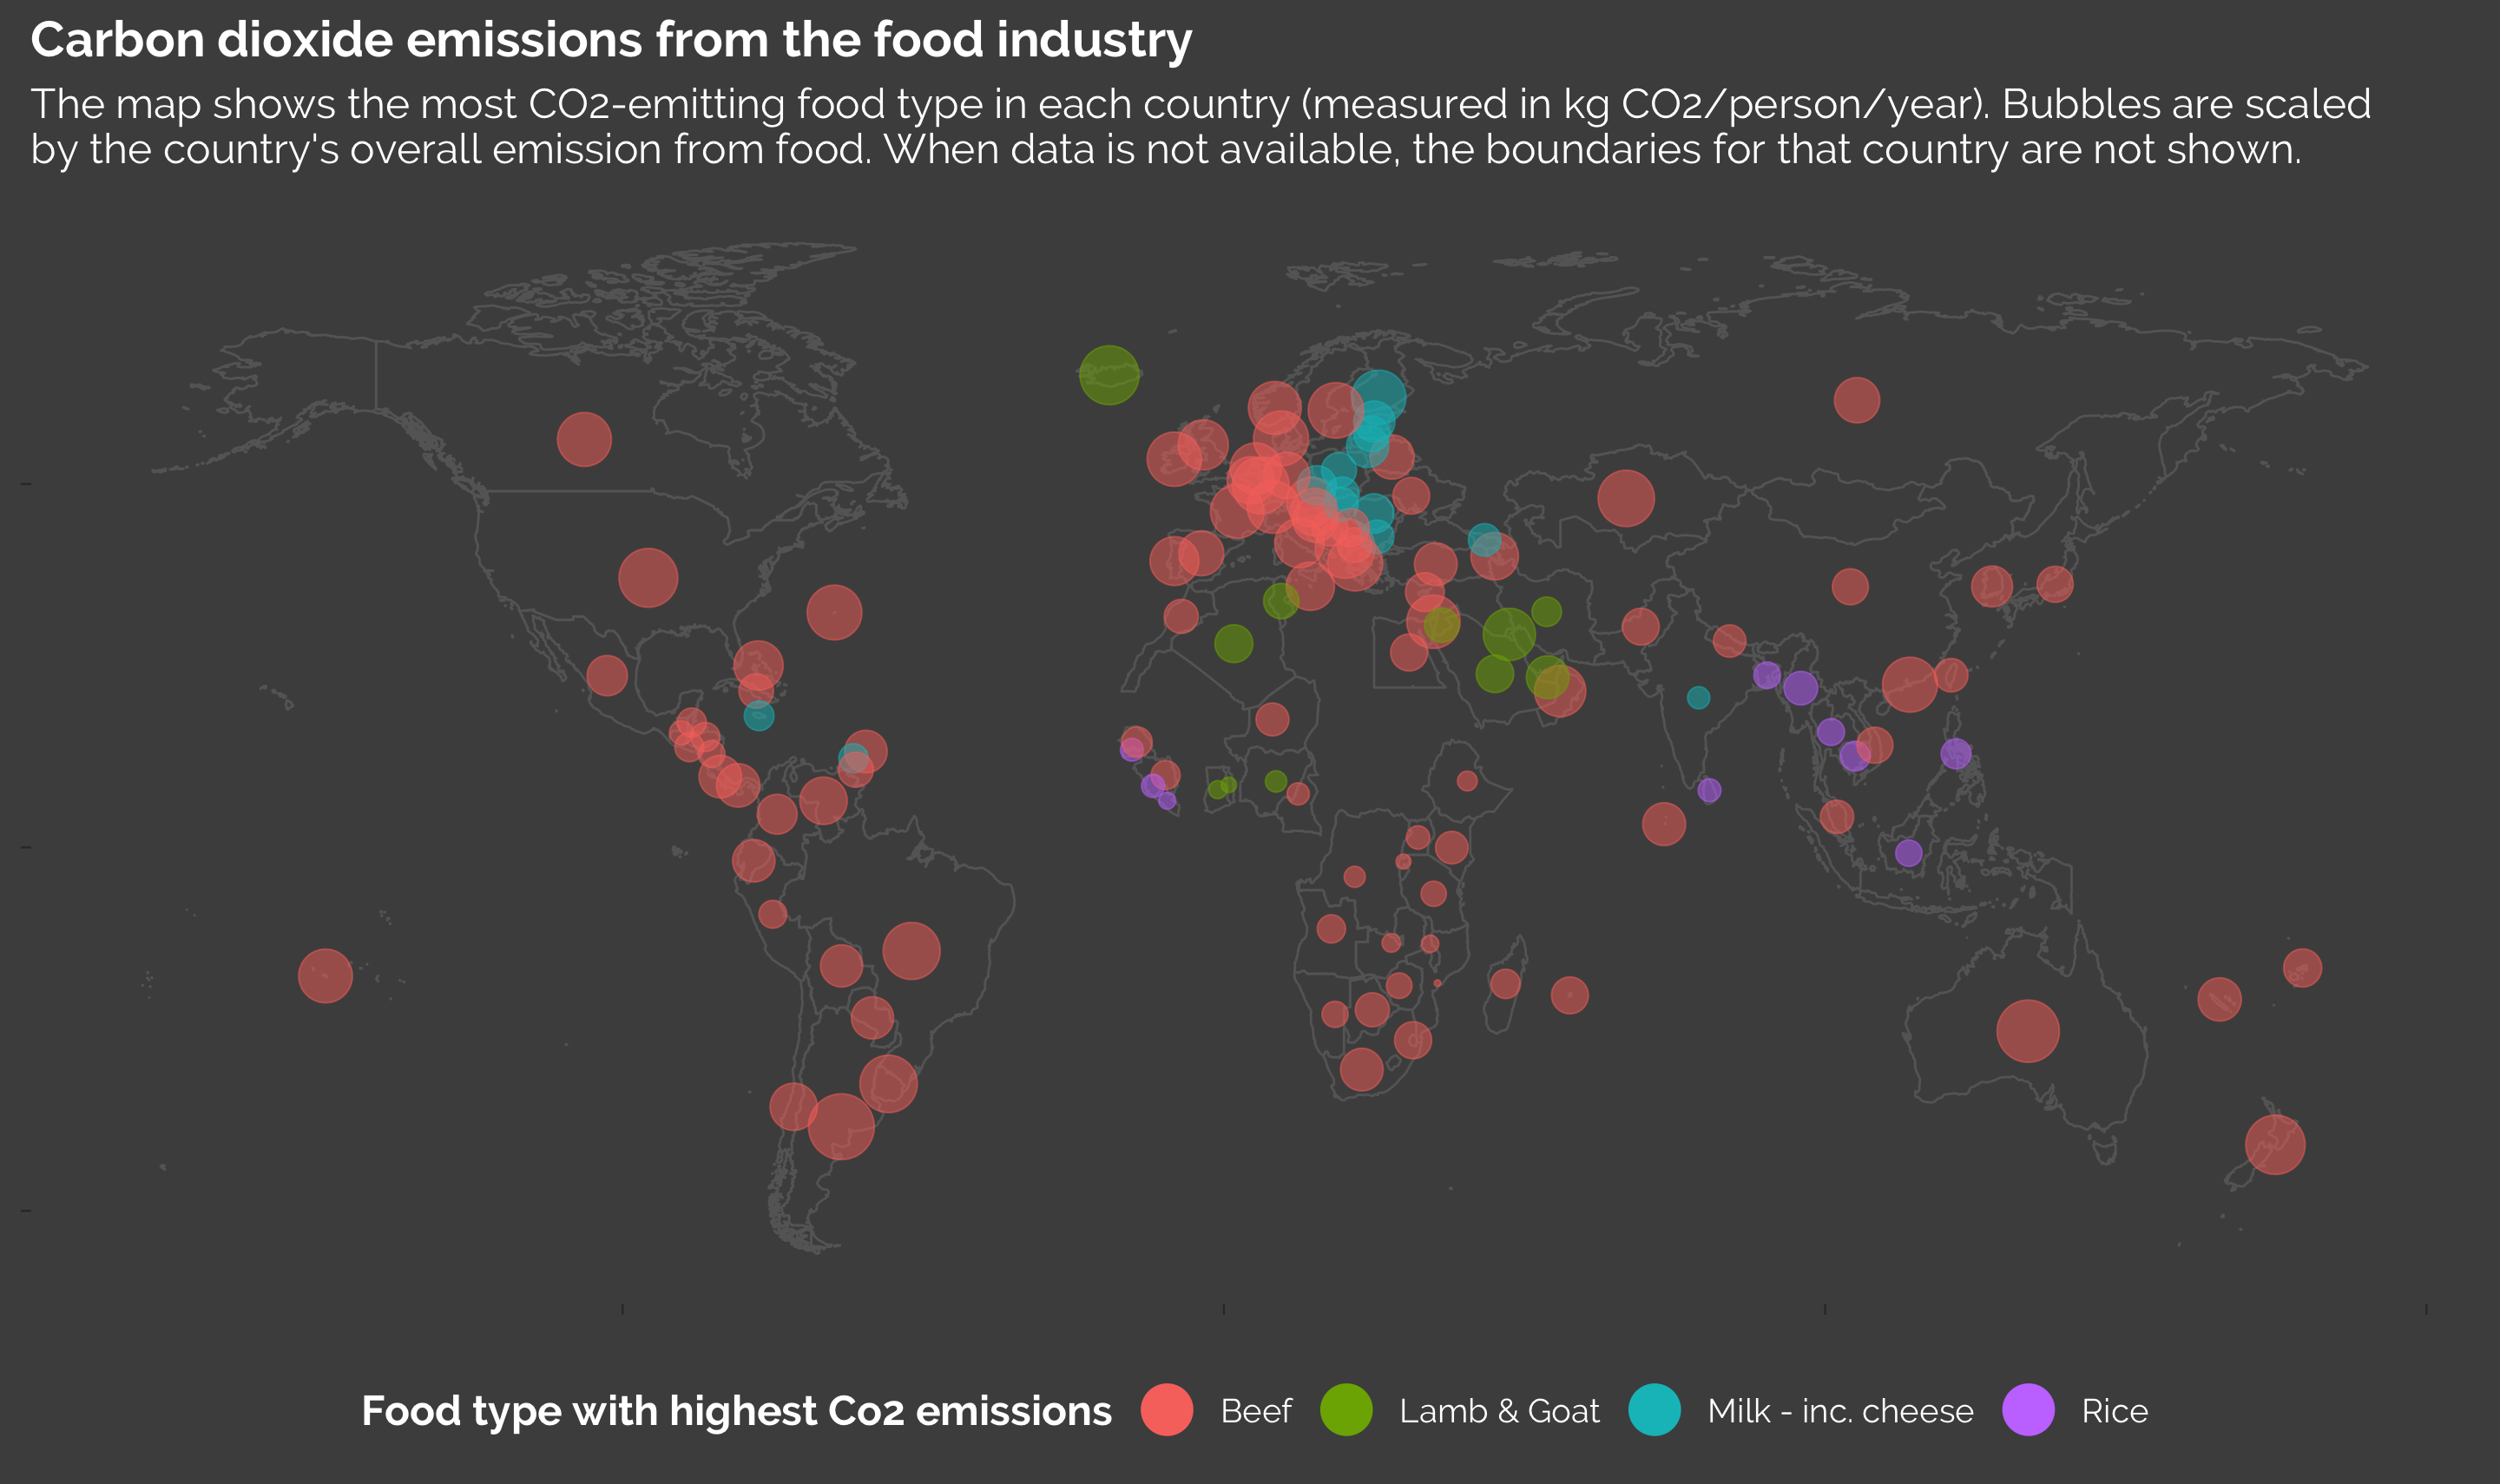 Carbon dioxide emissions from the food industry
The map shows the most CO2-emitting food type in each country (measured in kg CO2/person/year). Bubbles are scaled
by the country's overall emission from food. When data is not available, the boundaries for that country are not shown.
Food type with highest Co2 emissions Beef Lamb & Goat Milk - inc. cheese Rice